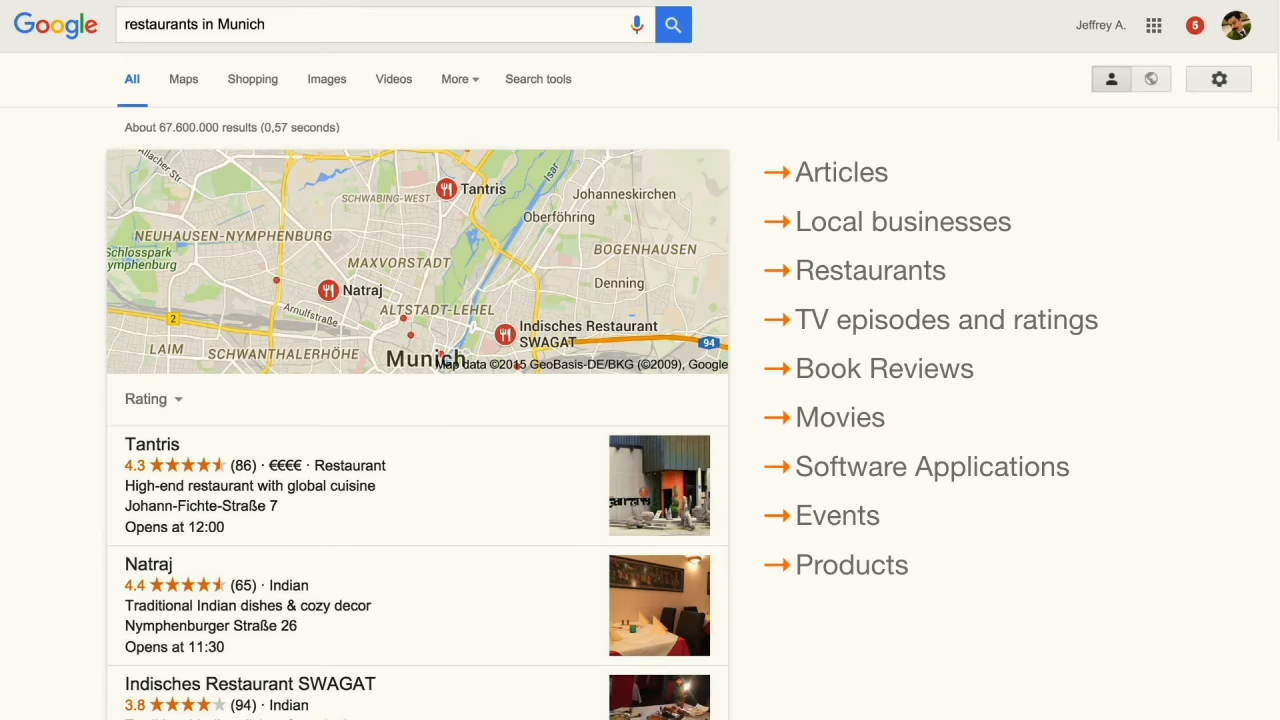 Google
restaurants in Munich
Jeffrey A.
5
All
Maps
Shopping
Images
Videos
More
Search tools
About 67.600.000 results (0,57 seconds)
Allacher Str
Isar
Tantris
Johanneskirchen
SCHWABING-WEST
Oberföhring
NEUHAUSEN-NYMPHENBURG
BOGENHAUSEN
Schlosspark
ymphenburg
MAXVORSTADT
Denning
Natraj
Arnulfstraße
ALTSTADT-LEHEL
2
Indisches Restaurant
SWAGAT
94
LAIM
SCHWANTHALERHÖHE
Munich
Map data ©2015 GeoBasis-DE/BKG (©2009), Google
Rating
Tantris
4.3 (86) · €€€€ · Restaurant
High-end restaurant with global cuisine
Johann-Fichte-Straße 7
Opens at 12:00
Natraj
4.4 (65) · Indian
Traditional Indian dishes & cozy decor
Nymphenburger Straße 26
Opens at 11:30
Indisches Restaurant SWAGAT
3.8 (94) · Indian
→Articles
→Local businesses
→Restaurants
→TV episodes and ratings
→Book Reviews
→Movies
→Software Applications
→Events
→Products